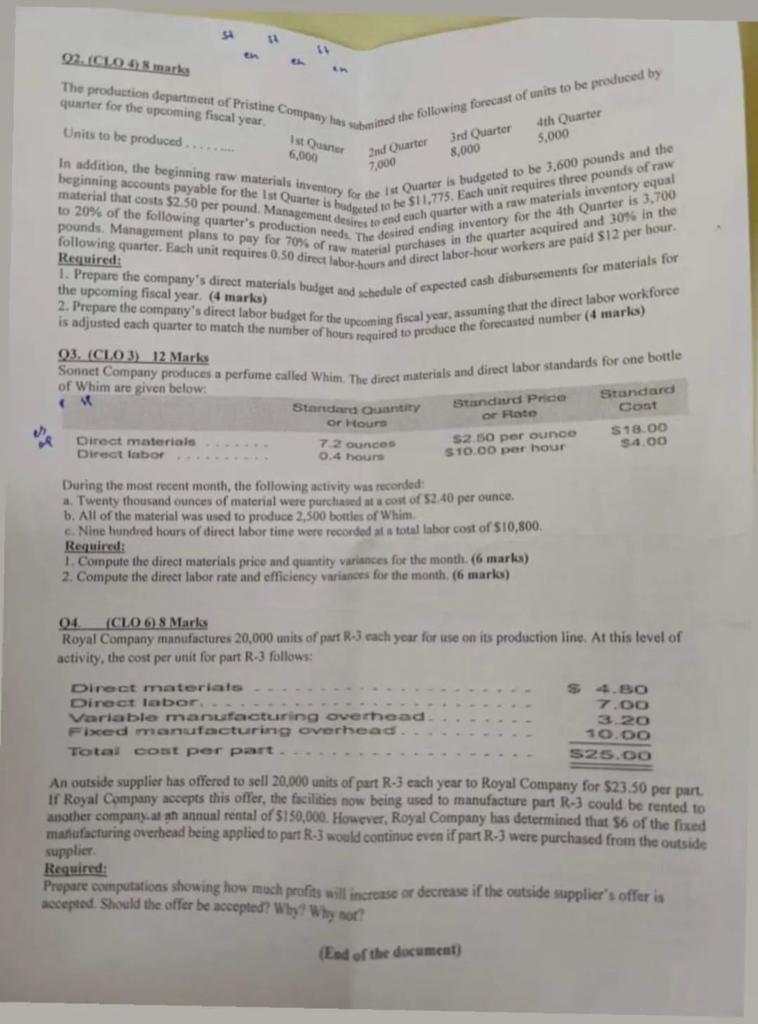 st st st
en en en
Q2. (CLO 4) 8 marks
The production department of Pristine Company has submitted the following forecast of units to be produced by
quarter for the upcoming fiscal year.
1st Quarter 2nd Quarter 3rd Quarter 4th Quarter
Units to be produced ......... 6,000 7,000 8,000 5,000
In addition, the beginning raw materials inventory for the 1st Quarter is budgeted to be 3,600 pounds and the
beginning accounts payable for the 1st Quarter is budgeted to be $11,775. Each unit requires three pounds of raw
material that costs $2.50 per pound. Management desires to end each quarter with a raw materials inventory equal
to 20% of the following quarter's production needs. The desired ending inventory for the 4th Quarter is 3,700
pounds. Management plans to pay for 70% of raw material purchases in the quarter acquired and 30% in the
following quarter. Each unit requires 0.50 direct labor-hours and direct labor-hour workers are paid $12 per hour.
Required:
1. Prepare the company's direct materials budget and schedule of expected cash disbursements for materials for
the upcoming fiscal year. (4 marks)
2. Prepare the company's direct labor budget for the upcoming fiscal year, assuming that the direct labor workforce
is adjusted each quarter to match the number of hours required to produce the forecasted number (4 marks)
Q3. (CLO 3) 12 Marks
Sonnet Company produces a perfume called Whim. The direct materials and direct labor standards for one bottle
of Whim are given below:
Standard Quantity Standard Price Standard
or Hours or Rate Cost
Direct materials ....... 7.2 ounces $2.50 per ounce $18.00
Direct labor .......... 0.4 hours $10.00 per hour $4.00
During the most recent month, the following activity was recorded:
a. Twenty thousand ounces of material were purchased at a cost of $2.40 per ounce.
b. All of the material was used to produce 2,500 bottles of Whim.
c. Nine hundred hours of direct labor time were recorded at a total labor cost of $10,800.
Required:
1. Compute the direct materials price and quantity variances for the month. (6 marks)
2. Compute the direct labor rate and efficiency variances for the month. (6 marks)
Q4. (CLO 6) 8 Marks
Royal Company manufactures 20,000 units of part R-3 each year for use on its production line. At this level of
activity, the cost per unit for part R-3 follows:
Direct materials - - - - - - - - - - - - - - - - - - $ 4.80
Direct labor. - - - - - - - - - - - - - - - - - - - - 7.00
Variable manufacturing overhead - - - - - - - 3.20
Fixed manufacturing overhead - - - - - - - - - 10.00
Total cost per part - - - - - - - - - - - - - - - - $25.00
An outside supplier has offered to sell 20,000 units of part R-3 each year to Royal Company for $23.50 per part.
If Royal Company accepts this offer, the facilities now being used to manufacture part R-3 could be rented to
another company at an annual rental of $150,000. However, Royal Company has determined that $6 of the fixed
manufacturing overhead being applied to part R-3 would continue even if part R-3 were purchased from the outside
supplier.
Required:
Prepare computations showing how much profits will increase or decrease if the outside supplier's offer is
accepted. Should the offer be accepted? Why? Why not?
(End of the document)